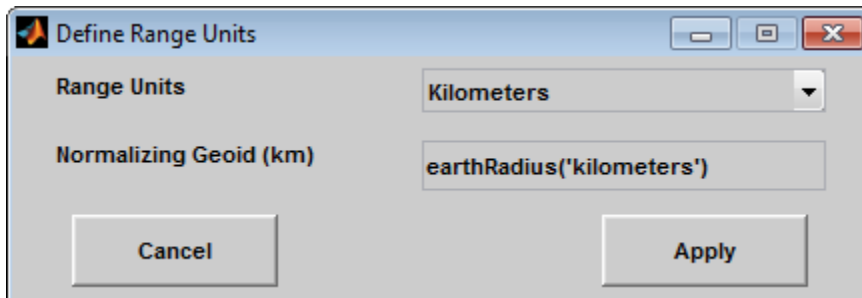 Define Range Units
Range Units
Kilometers
Normalizing Geoid (km)
earthRadius('kilometers')
Cancel
Apply